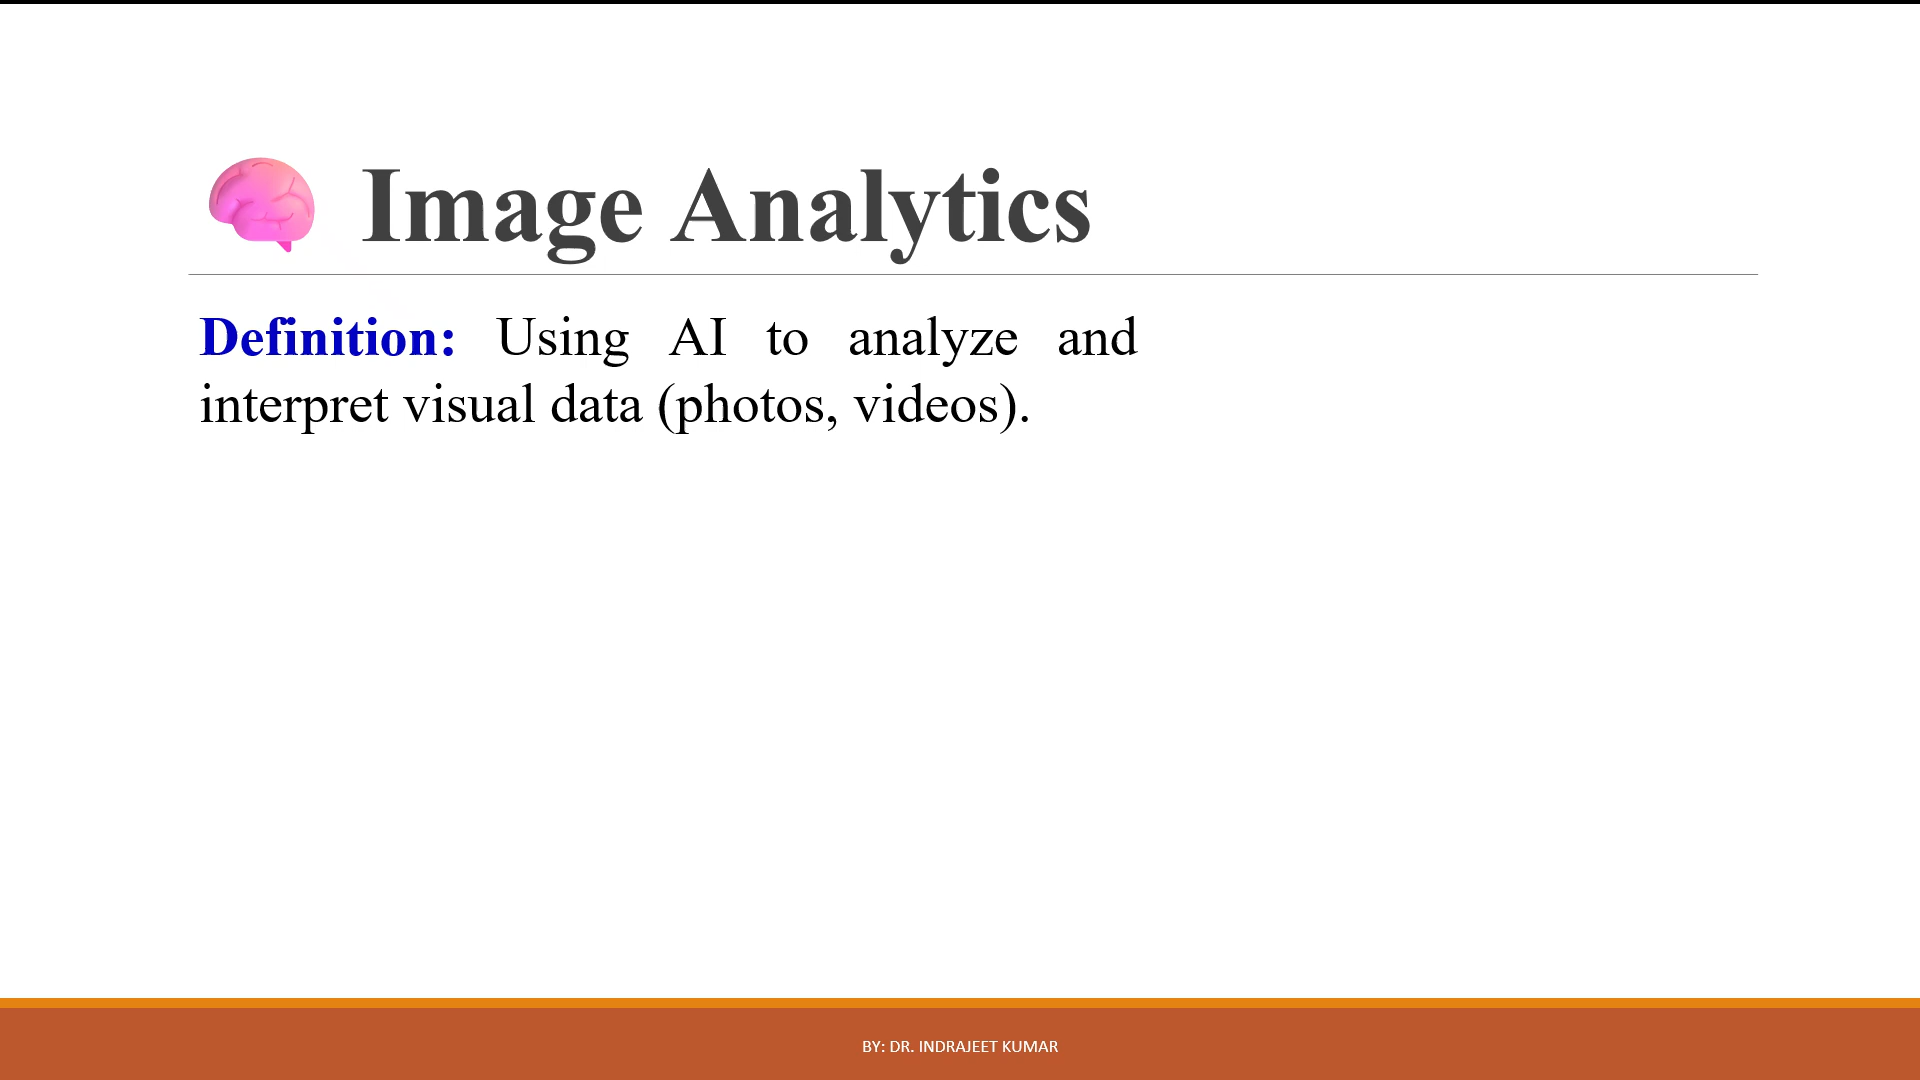 Image Analytics
Definition: Using AI to analyze and
interpret visual data (photos, videos).
BY: DR. INDRAJEET KUMAR